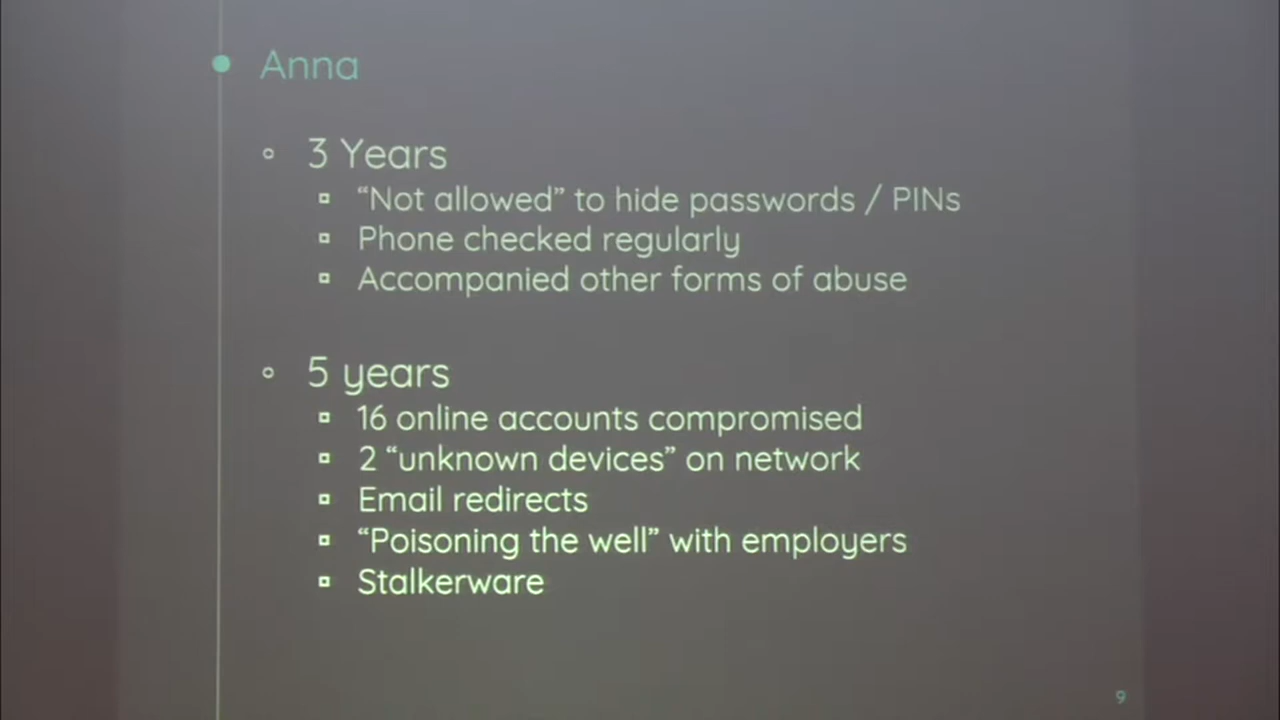 Anna
3 Years
“Not allowed” to hide passwords / PINs
Phone checked regularly
Accompanied other forms of abuse
5 years
16 online accounts compromised
2 “unknown devices” on network
Email redirects
“Poisoning the well” with employers
Stalkerware
9